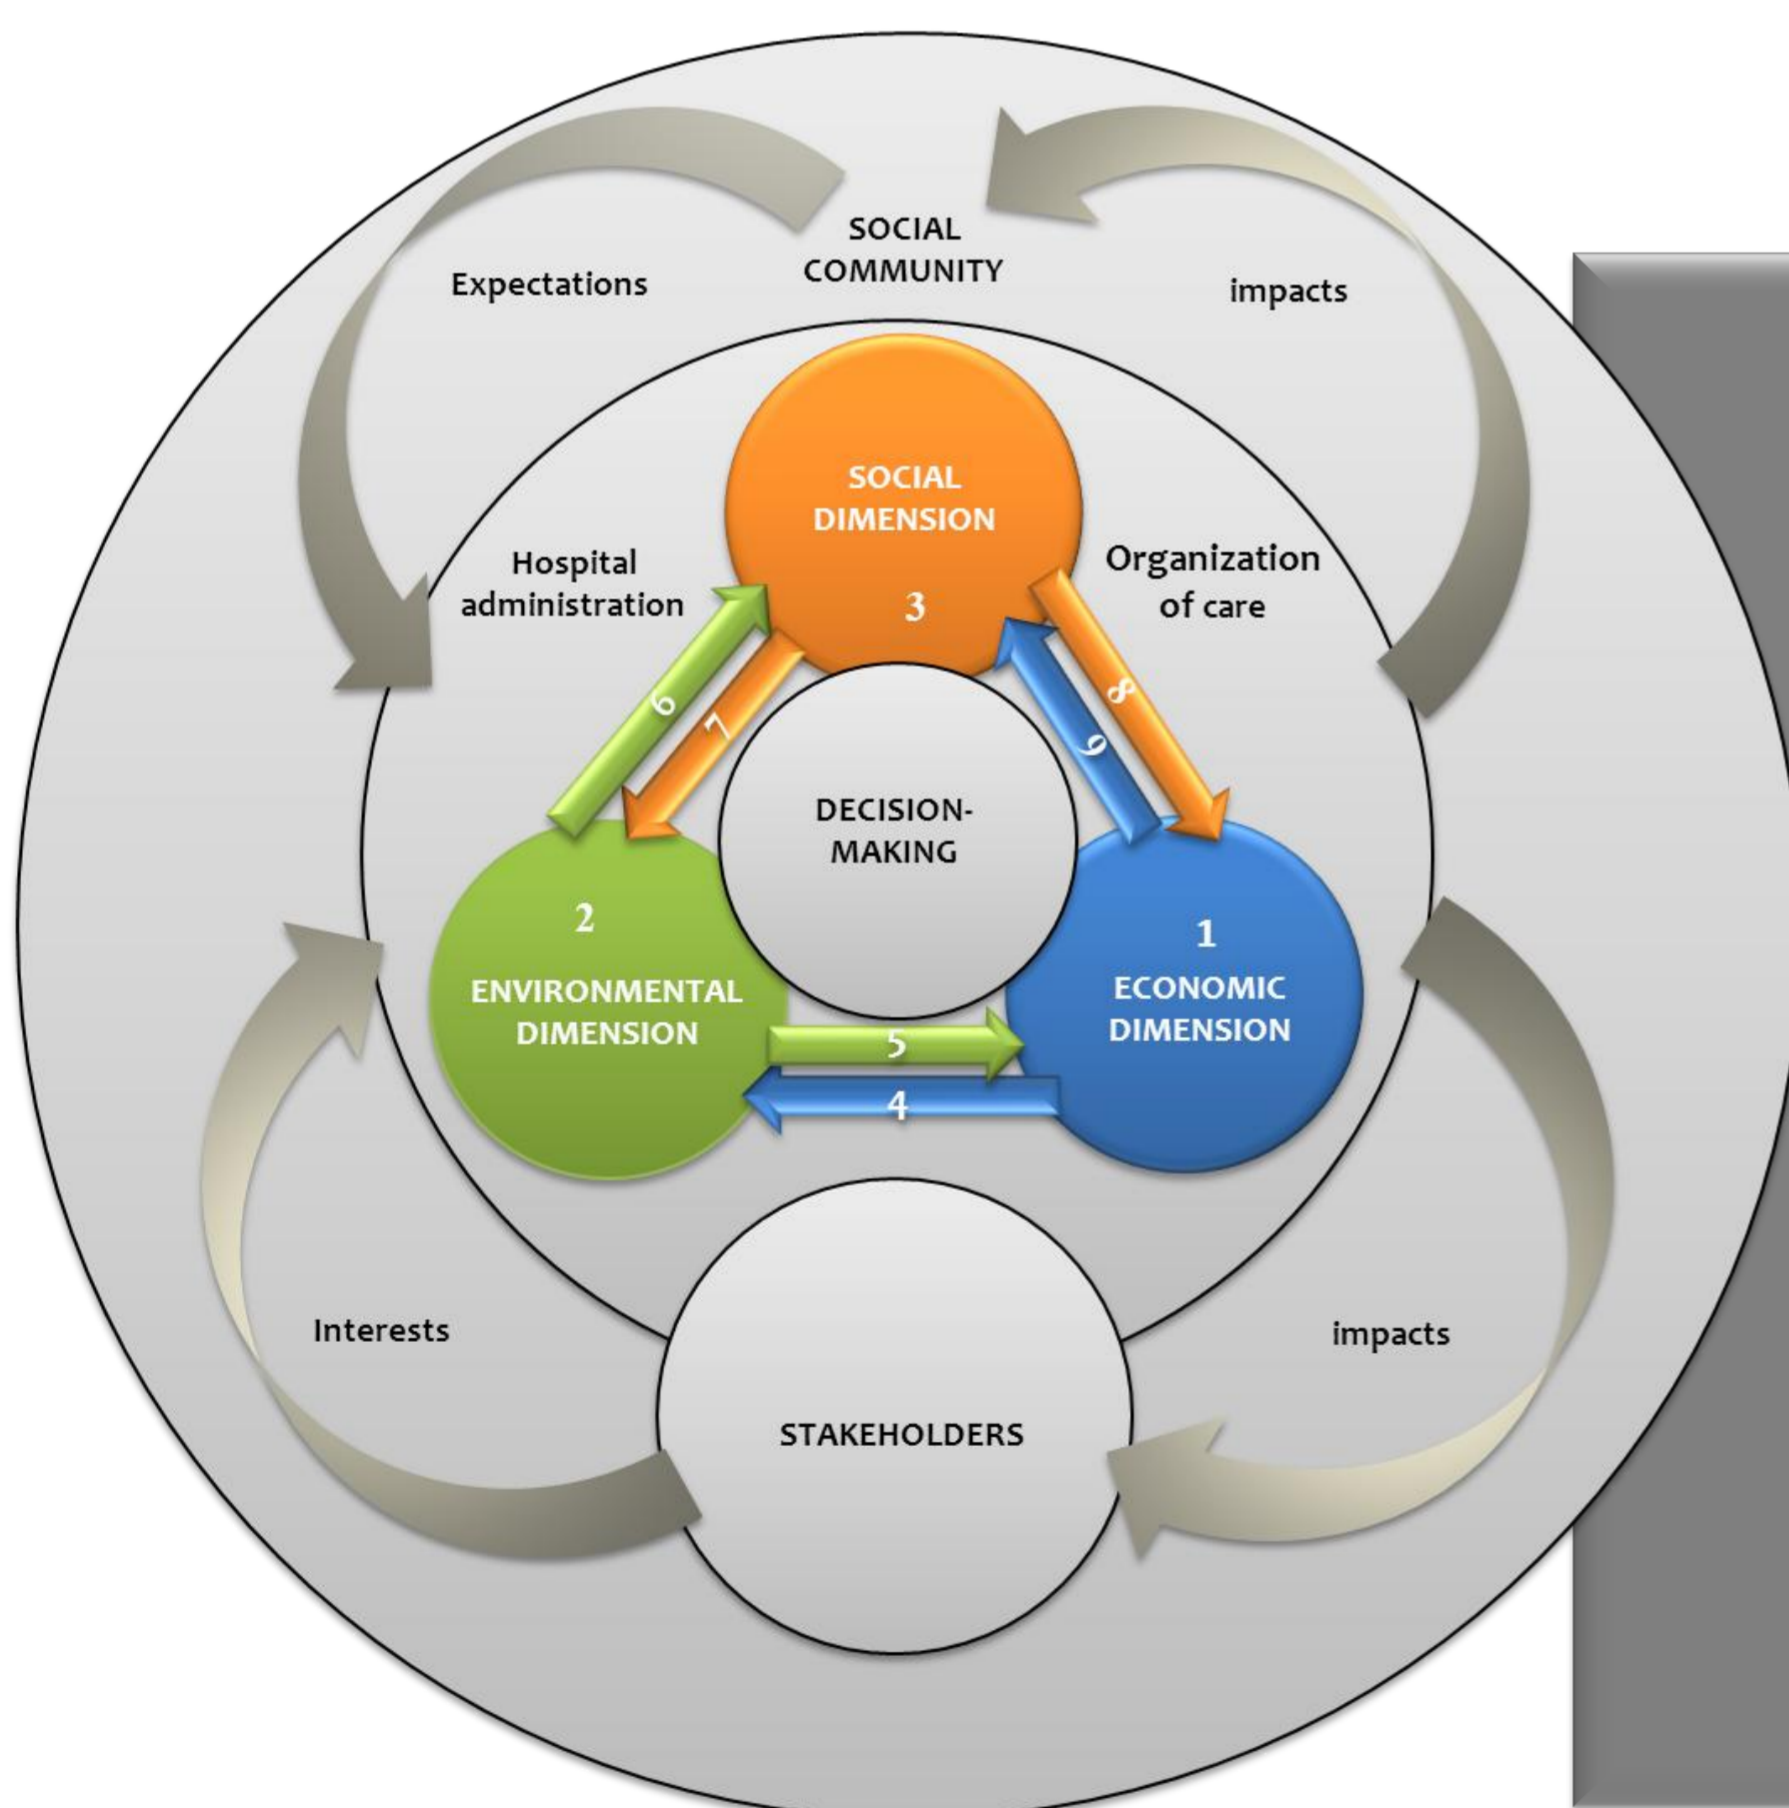 SOCIAL
COMMUNITY
Expectations
impacts
SOCIAL
DIMENSION
3
Hospital
administration
Organization
of care
6
7
8
9
DECISION-
MAKING
2
ENVIRONMENTAL
DIMENSION
1
ECONOMIC
DIMENSION
5
4
Interests
impacts
STAKEHOLDERS